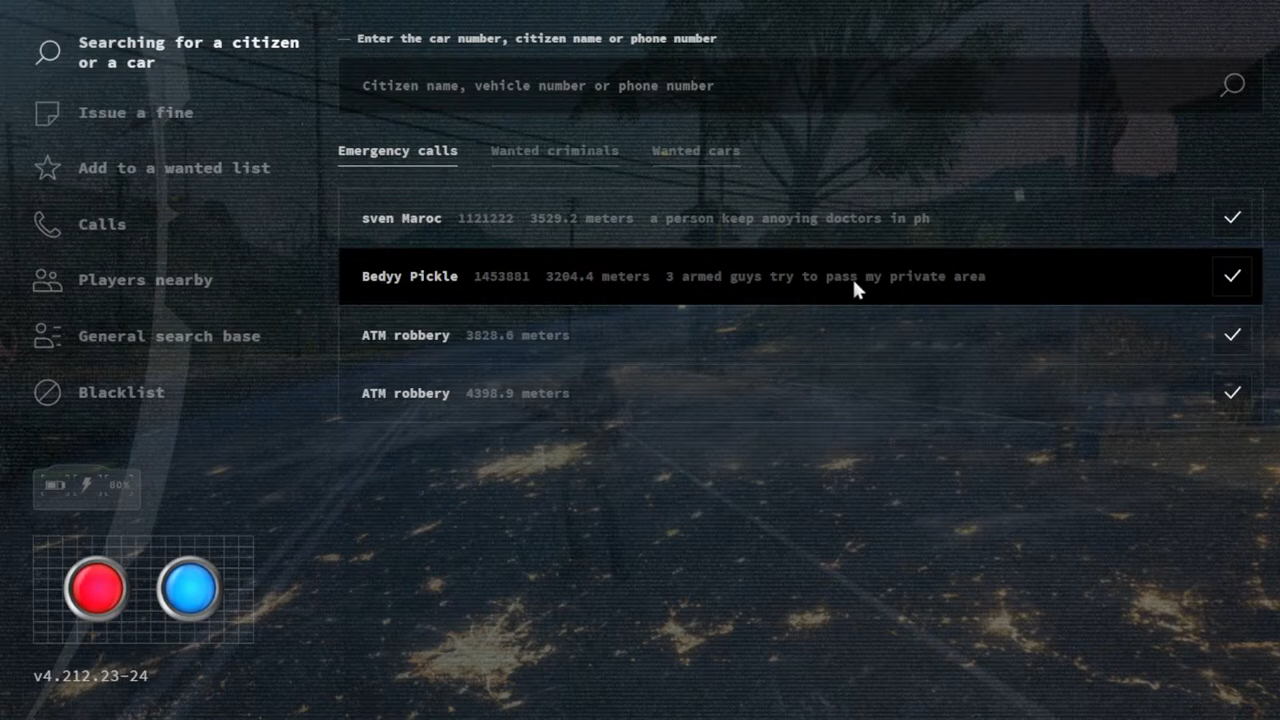 Searching for a citizen
or a car
Issue a fine
Add to a wanted list
Calls
Players nearby
General search base
Blacklist
80%
v4.212.23-24
Enter the car number, citizen name or phone number
Citizen name, vehicle number or phone number
Emergency calls Wanted criminals Wanted cars
sven Maroc 1121222 3529.2 meters a person keep anoying doctors in ph
Bedyy Pickle 1453881 3204.4 meters 3 armed guys try to pass my private area
ATM robbery 3828.6 meters
ATM robbery 4398.9 meters